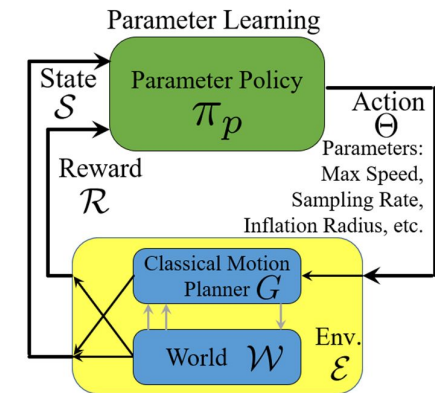 Parameter Learning
State
𝒮
Parameter Policy
π_p
Action
Θ
Parameters:
Max Speed,
Sampling Rate,
Inflation Radius, etc.
Reward
ℛ
Classical Motion
Planner G
World 𝒲
Env.
ℰ